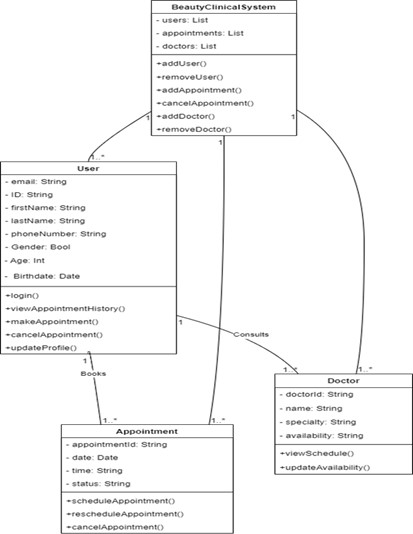 BeautyClinicalSystem
- users: List
- appointments: List
- doctors: List
+addUser()
+removeUser()
+addAppointment()
+cancelAppointment()
+addDoctor()
+removeDoctor()
1
1
1
1..*
User
- email: String
- ID: String
- firstName: String
- lastName: String
- phoneNumber: String
- Gender: Bool
- Age: Int
- Birthdate: Date
+login()
+viewAppointmentHistory()
+makeAppointment()
+cancelAppointment()
+updateProfile()
1
Consults
1
Books
1..*
1..*
1..*
1..*
Doctor
- doctorId: String
- name: String
- specialty: String
- availability: String
+viewSchedule()
+updateAvailability()
Appointment
- appointmentId: String
- date: Date
- time: String
- status: String
+scheduleAppointment()
+rescheduleAppointment()
+cancelAppointment()